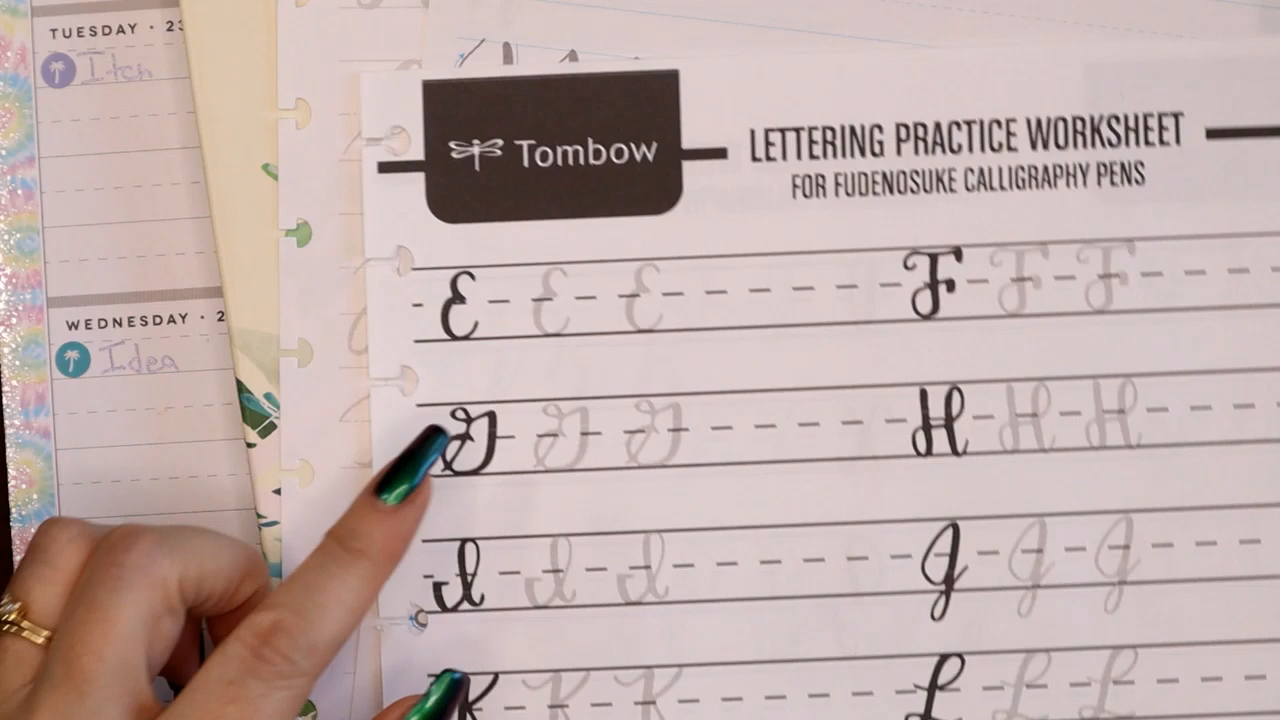 TUESDAY · 23
Itch
WEDNESDAY · 2
Idea
Tombow
LETTERING PRACTICE WORKSHEET
FOR FUDENOSUKE CALLIGRAPHY PENS
E E E F F F
G G G H H H
I I I J J J
K K K L L L